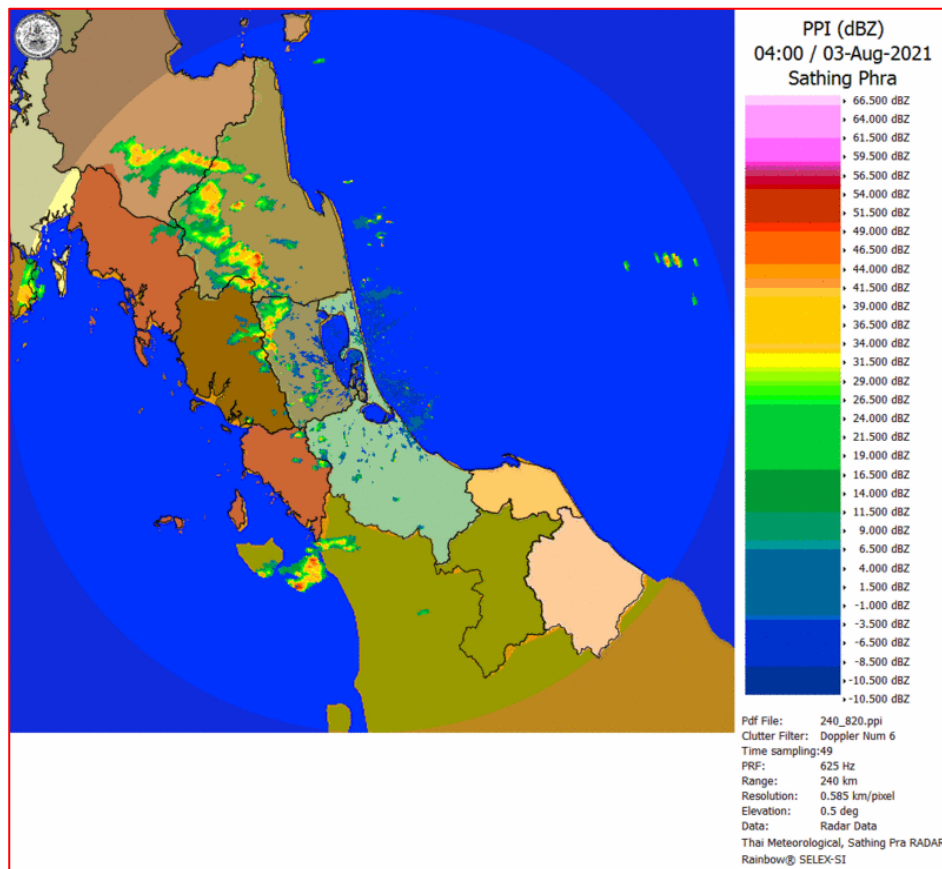 PPI (dBZ)
04:00 / 03-Aug-2021
Sathing Phra
66.500 dBZ
64.000 dBZ
61.500 dBZ
59.500 dBZ
56.500 dBZ
54.000 dBZ
51.500 dBZ
49.000 dBZ
46.500 dBZ
44.000 dBZ
41.500 dBZ
39.000 dBZ
36.500 dBZ
34.000 dBZ
31.500 dBZ
29.000 dBZ
26.500 dBZ
24.000 dBZ
21.500 dBZ
19.000 dBZ
16.500 dBZ
14.000 dBZ
11.500 dBZ
9.000 dBZ
6.500 dBZ
4.000 dBZ
1.500 dBZ
-1.000 dBZ
-3.500 dBZ
-6.500 dBZ
-8.500 dBZ
-10.500 dBZ
-10.500 dBZ
Pdf File: 240_820.ppi
Clutter Filter: Doppler Num 6
Time sampling:49
PRF: 625 Hz
Range: 240 km
Resolution: 0.585 km/pixel
Elevation: 0.5 deg
Data: Radar Data
Thai Meteorological, Sathing Pra RADAR
Rainbow® SELEX-SI